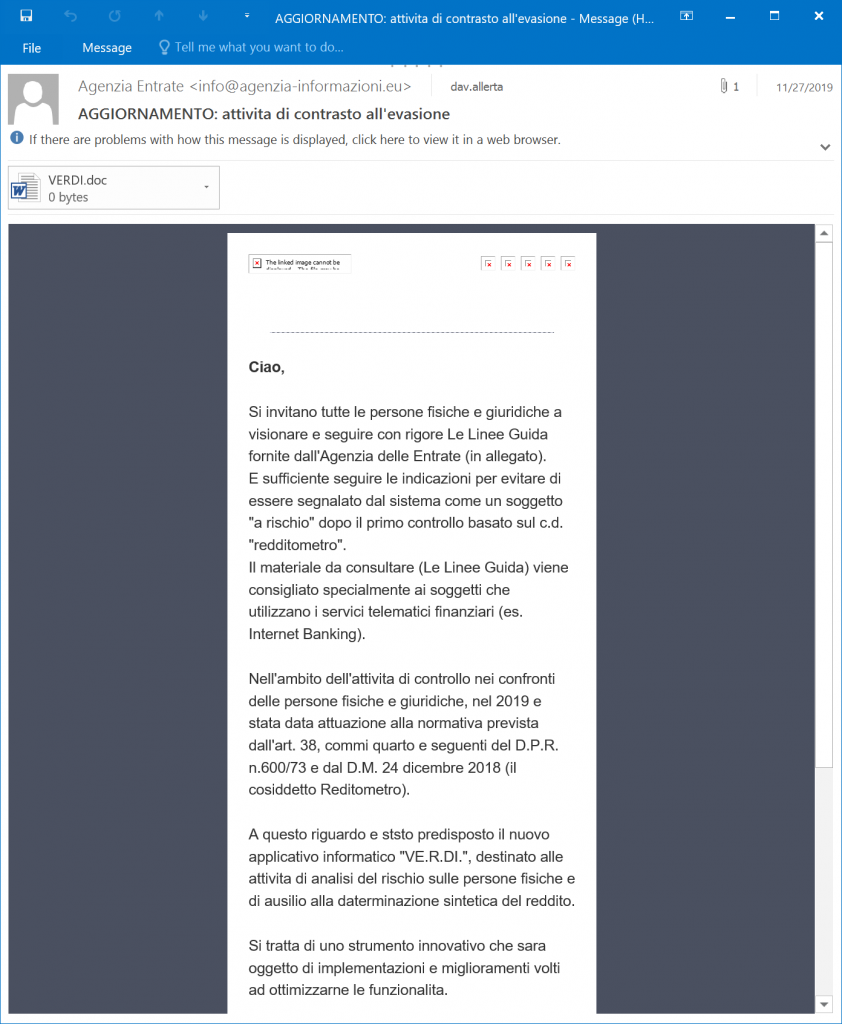 AGGIORNAMENTO: attivita di contrasto all'evasione - Message (H...
File Message Tell me what you want to do...
Agenzia Entrate <info@agenzia-informazioni.eu> dav.allerta 1 11/27/2019
AGGIORNAMENTO: attivita di contrasto all'evasione
If there are problems with how this message is displayed, click here to view it in a web browser.
VERDI.doc
0 bytes
The linked image cannot be
displayed. The file may be
Ciao,
Si invitano tutte le persone fisiche e giuridiche a
visionare e seguire con rigore Le Linee Guida
fornite dall'Agenzia delle Entrate (in allegato).
E sufficiente seguire le indicazioni per evitare di
essere segnalato dal sistema come un soggetto
"a rischio" dopo il primo controllo basato sul c.d.
"redditometro".
Il materiale da consultare (Le Linee Guida) viene
consigliato specialmente ai soggetti che
utilizzano i servici telematici finanziari (es.
Internet Banking).
Nell'ambito dell'attivita di controllo nei confronti
delle persone fisiche e giuridiche, nel 2019 e
stata data attuazione alla normativa prevista
dall'art. 38, commi quarto e seguenti del D.P.R.
n.600/73 e dal D.M. 24 dicembre 2018 (il
cosiddetto Reditometro).
A questo riguardo e ststo predisposto il nuovo
applicativo informatico "VE.R.DI.", destinato alle
attivita di analisi del rischio sulle persone fisiche e
di ausilio alla daterminazione sintetica del reddito.
Si tratta di uno strumento innovativo che sara
oggetto di implementazioni e miglioramenti volti
ad ottimizzarne le funzionalita.